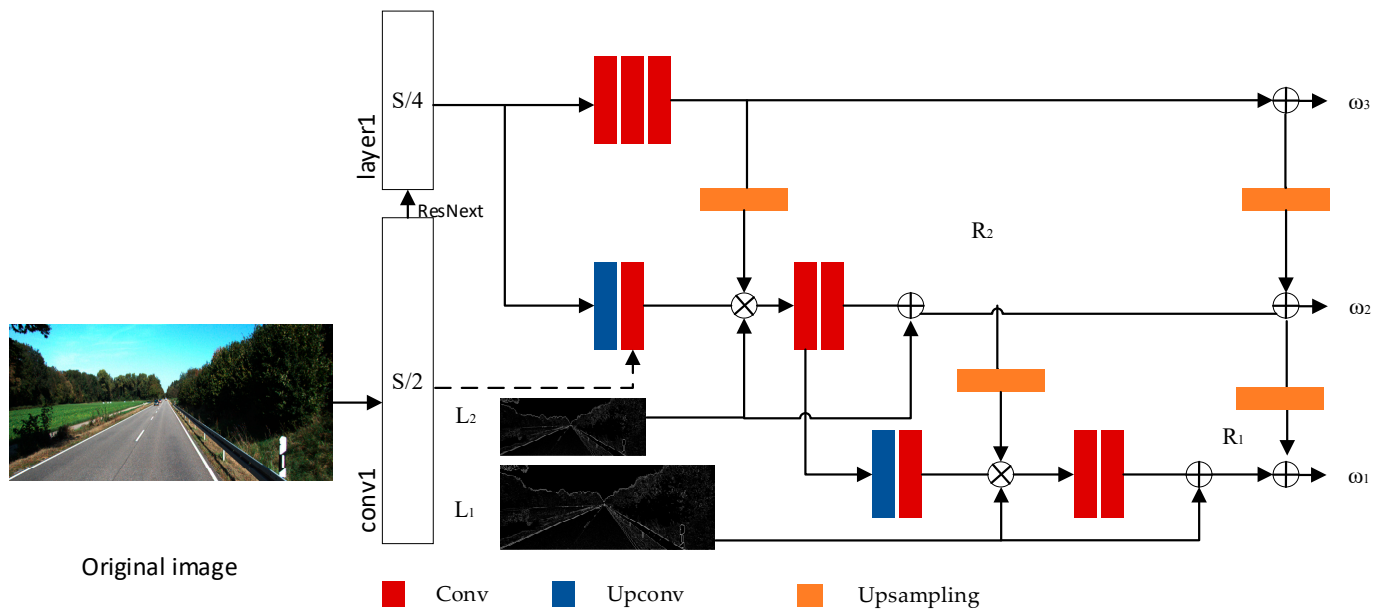 S/4
layer1
ω3
ResNext
R2
ω2
S/2
L2
R1
L1
ω1
conv1
Original image
Conv
Upconv
Upsampling